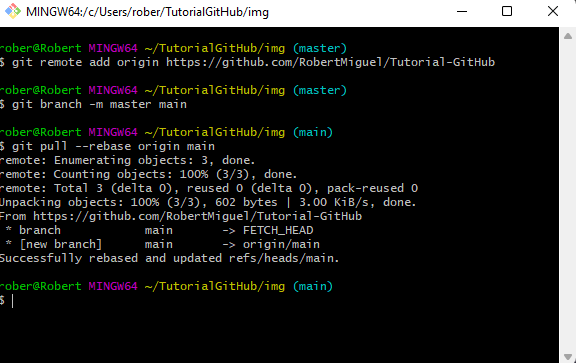 MINGW64:/c/Users/rober/TutorialGitHub/img
rober@Robert MINGW64 ~/TutorialGitHub/img (master)
$ git remote add origin https://github.com/RobertMiguel/Tutorial-GitHub
rober@Robert MINGW64 ~/TutorialGitHub/img (master)
$ git branch -m master main
rober@Robert MINGW64 ~/TutorialGitHub/img (main)
$ git pull --rebase origin main
remote: Enumerating objects: 3, done.
remote: Counting objects: 100% (3/3), done.
remote: Total 3 (delta 0), reused 0 (delta 0), pack-reused 0
Unpacking objects: 100% (3/3), 602 bytes | 3.00 KiB/s, done.
From https://github.com/RobertMiguel/Tutorial-GitHub
 * branch            main       -> FETCH_HEAD
 * [new branch]      main       -> origin/main
Successfully rebased and updated refs/heads/main.
rober@Robert MINGW64 ~/TutorialGitHub/img (main)
$